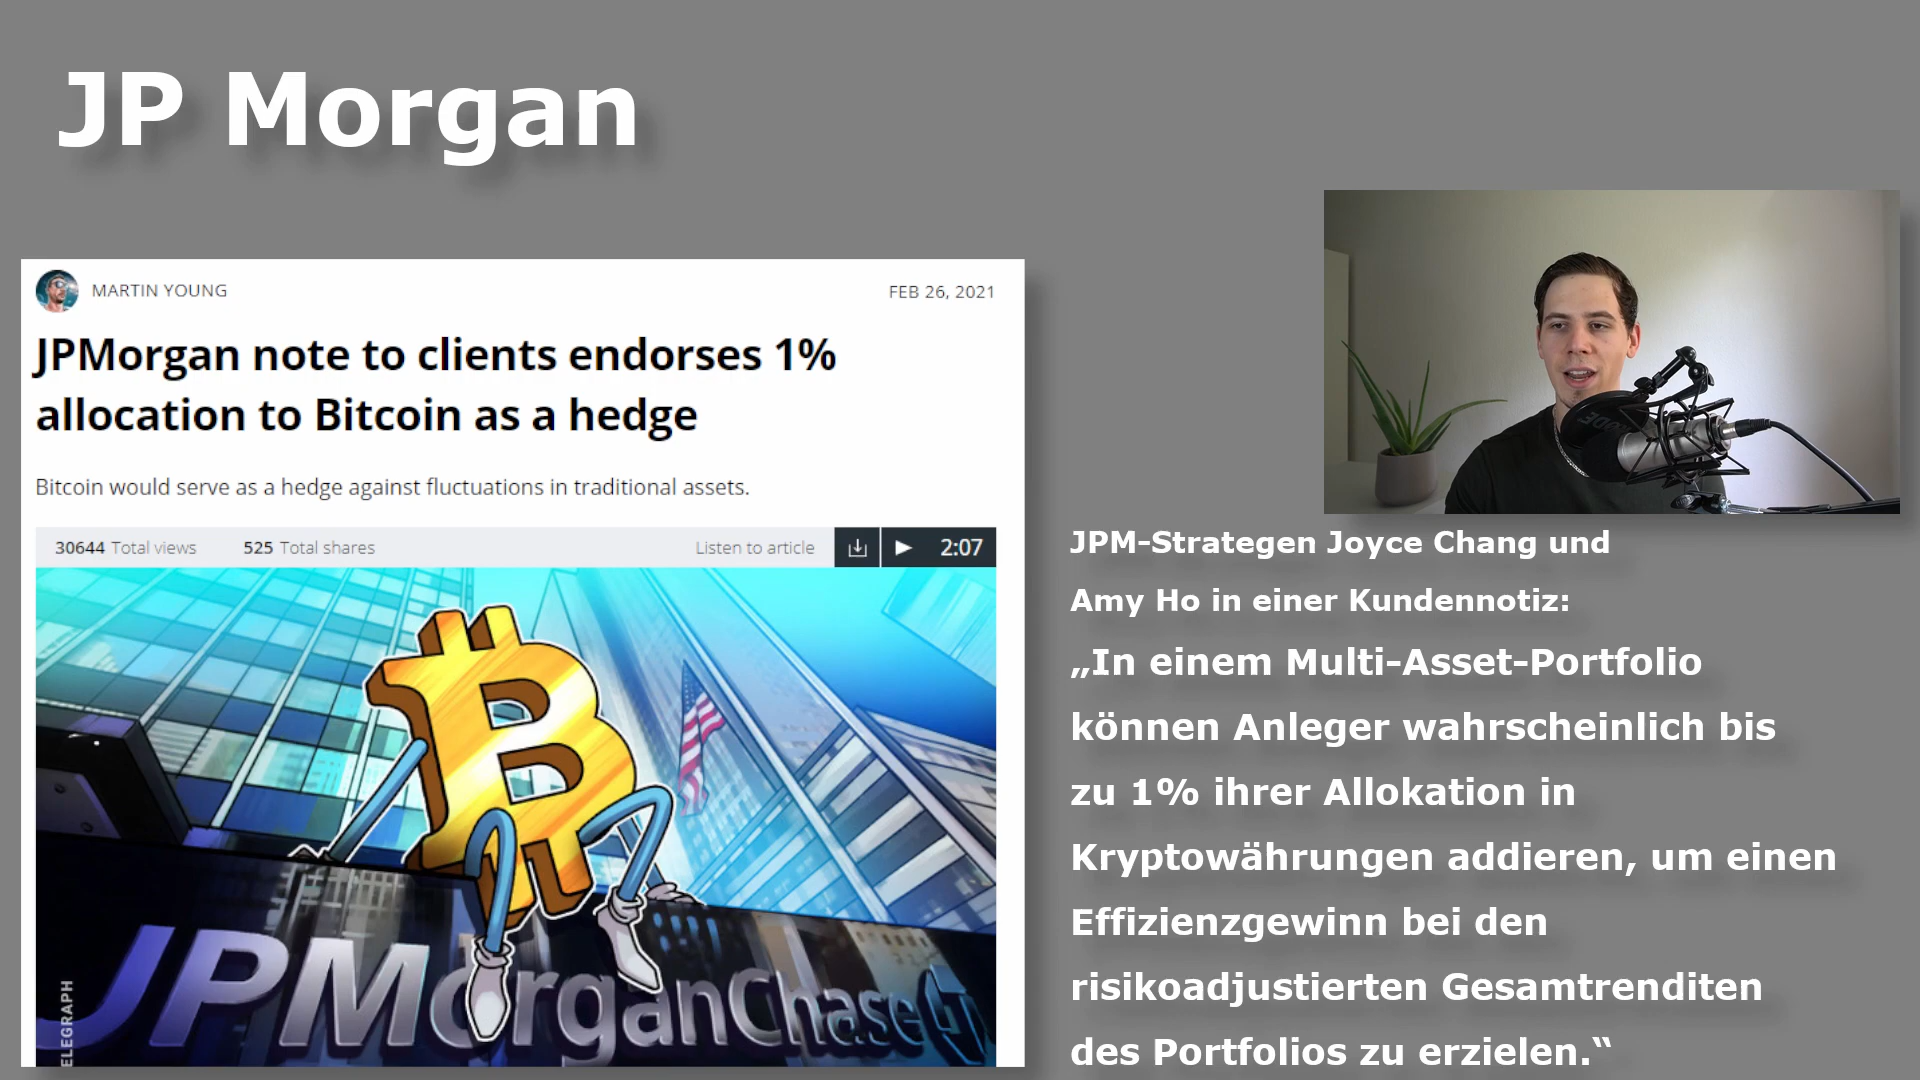 JP Morgan
MARTIN YOUNG
FEB 26, 2021
JPMorgan note to clients endorses 1%
allocation to Bitcoin as a hedge
Bitcoin would serve as a hedge against fluctuations in traditional assets.
30644 Total views 525 Total shares Listen to article 2:07
JPMorganChase
ELEGRAPH
RODE
JPM-Strategen Joyce Chang und
Amy Ho in einer Kundennotiz:
„In einem Multi-Asset-Portfolio
können Anleger wahrscheinlich bis
zu 1% ihrer Allokation in
Kryptowährungen addieren, um einen
Effizienzgewinn bei den
risikoadjustierten Gesamtrenditen
des Portfolios zu erzielen.“